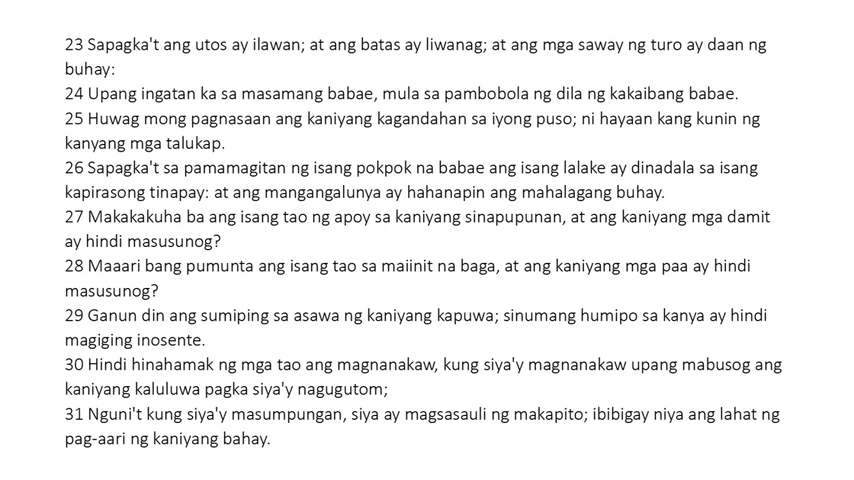 23 Sapagka't ang utos ay ilawan; at ang batas ay liwanag; at ang mga saway ng turo ay daan ng
buhay:
24 Upang ingatan ka sa masamang babae, mula sa pambobola ng dila ng kakaibang babae.
25 Huwag mong pagnasaan ang kaniyang kagandahan sa iyong puso; ni hayaan kang kunin ng
kanyang mga talukap.
26 Sapagka't sa pamamagitan ng isang pokpok na babae ang isang lalake ay dinadala sa isang
kapirasong tinapay: at ang mangangalunya ay hahanapin ang mahalagang buhay.
27 Makakakuha ba ang isang tao ng apoy sa kaniyang sinapupunan, at ang kaniyang mga damit
ay hindi masusunog?
28 Maaari bang pumunta ang isang tao sa maiinit na baga, at ang kaniyang mga paa ay hindi
masusunog?
29 Ganun din ang sumiping sa asawa ng kaniyang kapuwa; sinumang humipo sa kanya ay hindi
magiging inosente.
30 Hindi hinahamak ng mga tao ang magnanakaw, kung siya'y magnanakaw upang mabusog ang
kaniyang kaluluwa pagka siya'y nagugutom;
31 Nguni't kung siya'y masumpungan, siya ay magsasauli ng makapito; ibibigay niya ang lahat ng
pag-aari ng kaniyang bahay.